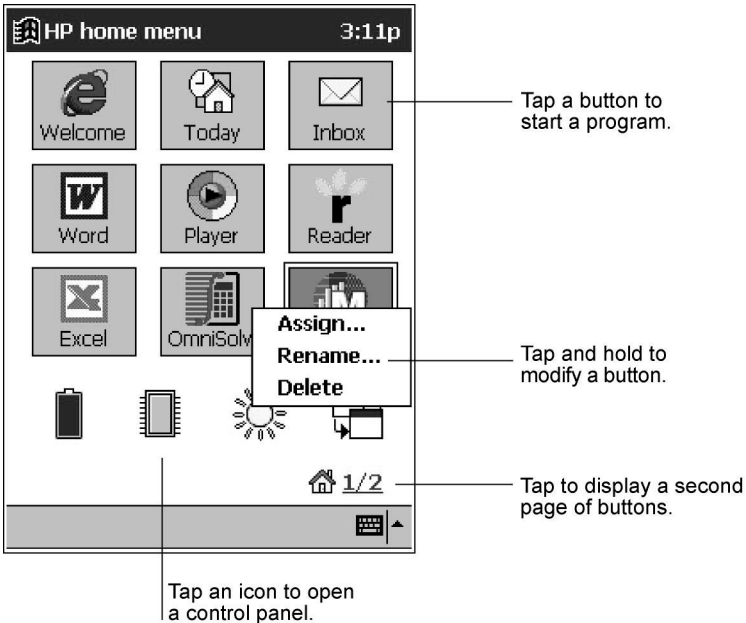 HP home menu 3:11p
Welcome Today Inbox
Tap a button to
start a program.
Word Player Reader
Excel OmniSolv
Assign...
Rename...
Delete
Tap and hold to
modify a button.
1/2
Tap to display a second
page of buttons.
Tap an icon to open
a control panel.